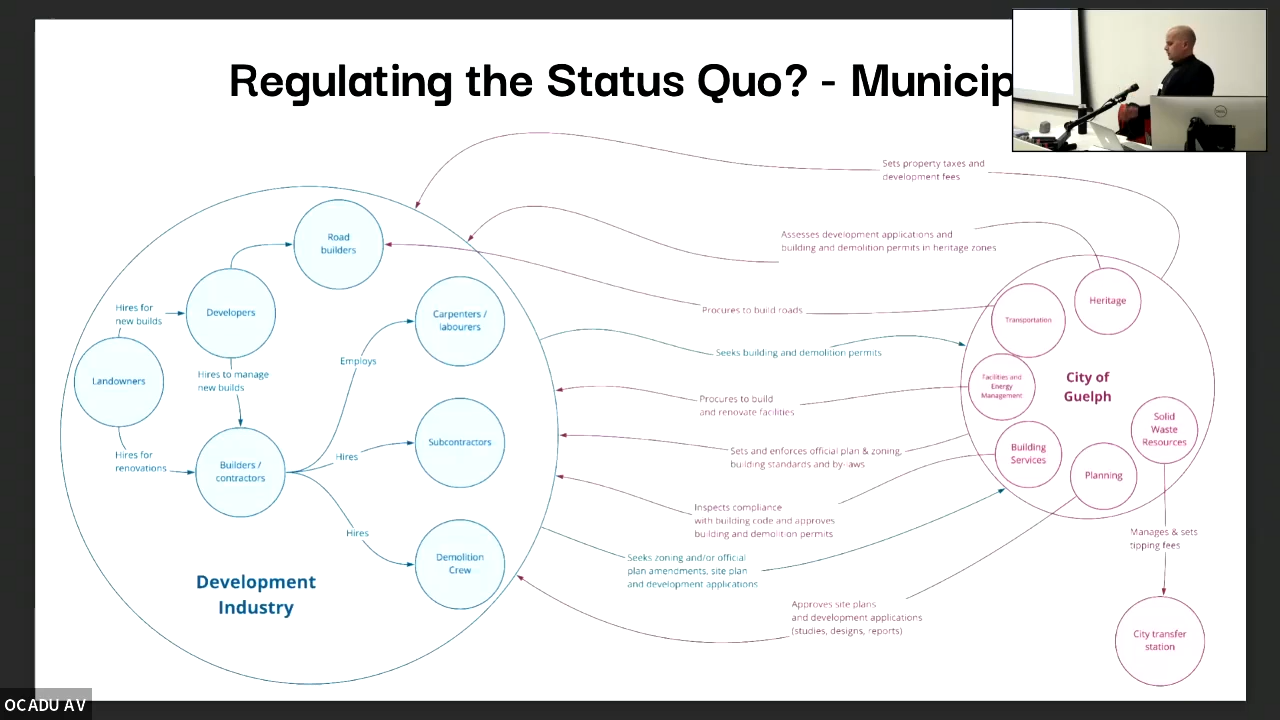 Regulating the Status Quo? - Municip
Sets property taxes and
development fees
Assesses development applications and
building and demolition permits in heritage zones
Road
builders
Heritage
Hires for
new builds
Developers
Procures to build roads
Transportation
Carpenters /
labourers
Seeks building and demolition permits
Employs
Landowners
Hires to manage
new builds
Facilities and
Energy
Management
City of
Guelph
Procures to build
and renovate facilities
Solid
Waste
Resources
Subcontractors
Hires
Sets and enforces official plan & zoning,
building standards and by-laws
Building
Services
Hires for
renovations
Builders /
contractors
Planning
Inspects compliance
with building code and approves
building and demolition permits
Hires
Manages & sets
tipping fees
Demolition
Crew
Seeks zoning and/or official
plan amendments, site plan
and development applications
Development
Industry
Approves site plans
and development applications
(studies, designs, reports)
City transfer
station
OCADU AV